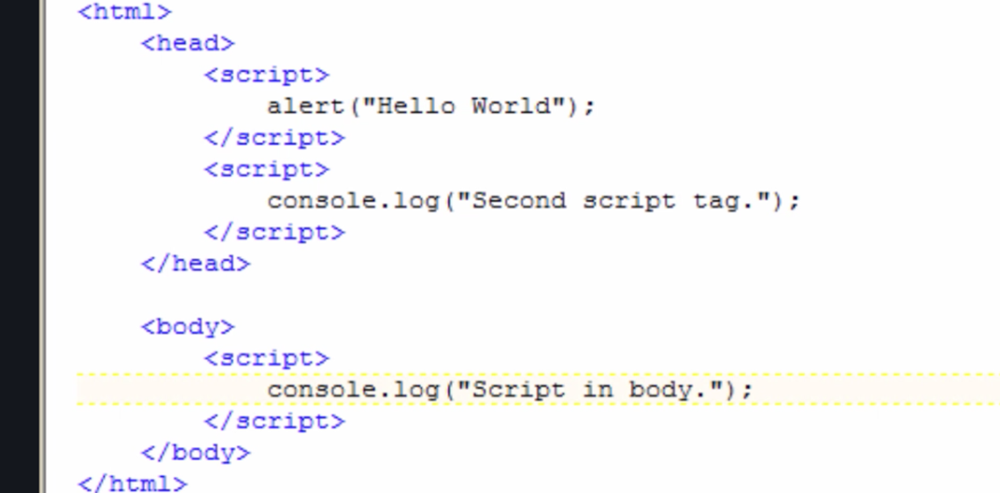 <html>
<head>
<script>
alert("Hello World");
</script>
<script>
console.log("Second script tag.");
</script>
</head>
<body>
<script>
console.log("Script in body.");
</script>
</body>
</html>